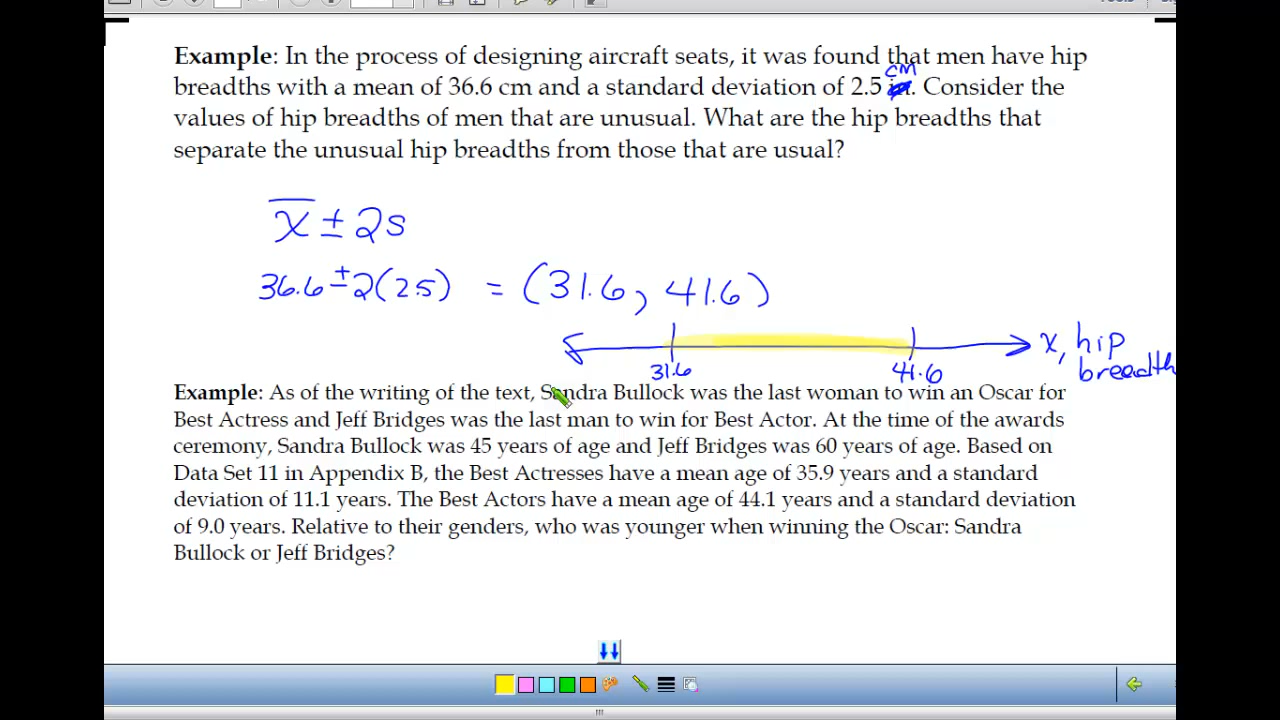 Example: In the process of designing aircraft seats, it was found that men have hip
cm
breadths with a mean of 36.6 cm and a standard deviation of 2.5 in. Consider the
values of hip breadths of men that are unusual. What are the hip breadths that
separate the unusual hip breadths from those that are usual?
x̅ ± 2s
36.6 ± 2(2.5) = (31.6, 41.6)
x, hip
31.6 41.6 breadth
Example: As of the writing of the text, Sandra Bullock was the last woman to win an Oscar for
Best Actress and Jeff Bridges was the last man to win for Best Actor. At the time of the awards
ceremony, Sandra Bullock was 45 years of age and Jeff Bridges was 60 years of age. Based on
Data Set 11 in Appendix B, the Best Actresses have a mean age of 35.9 years and a standard
deviation of 11.1 years. The Best Actors have a mean age of 44.1 years and a standard deviation
of 9.0 years. Relative to their genders, who was younger when winning the Oscar: Sandra
Bullock or Jeff Bridges?